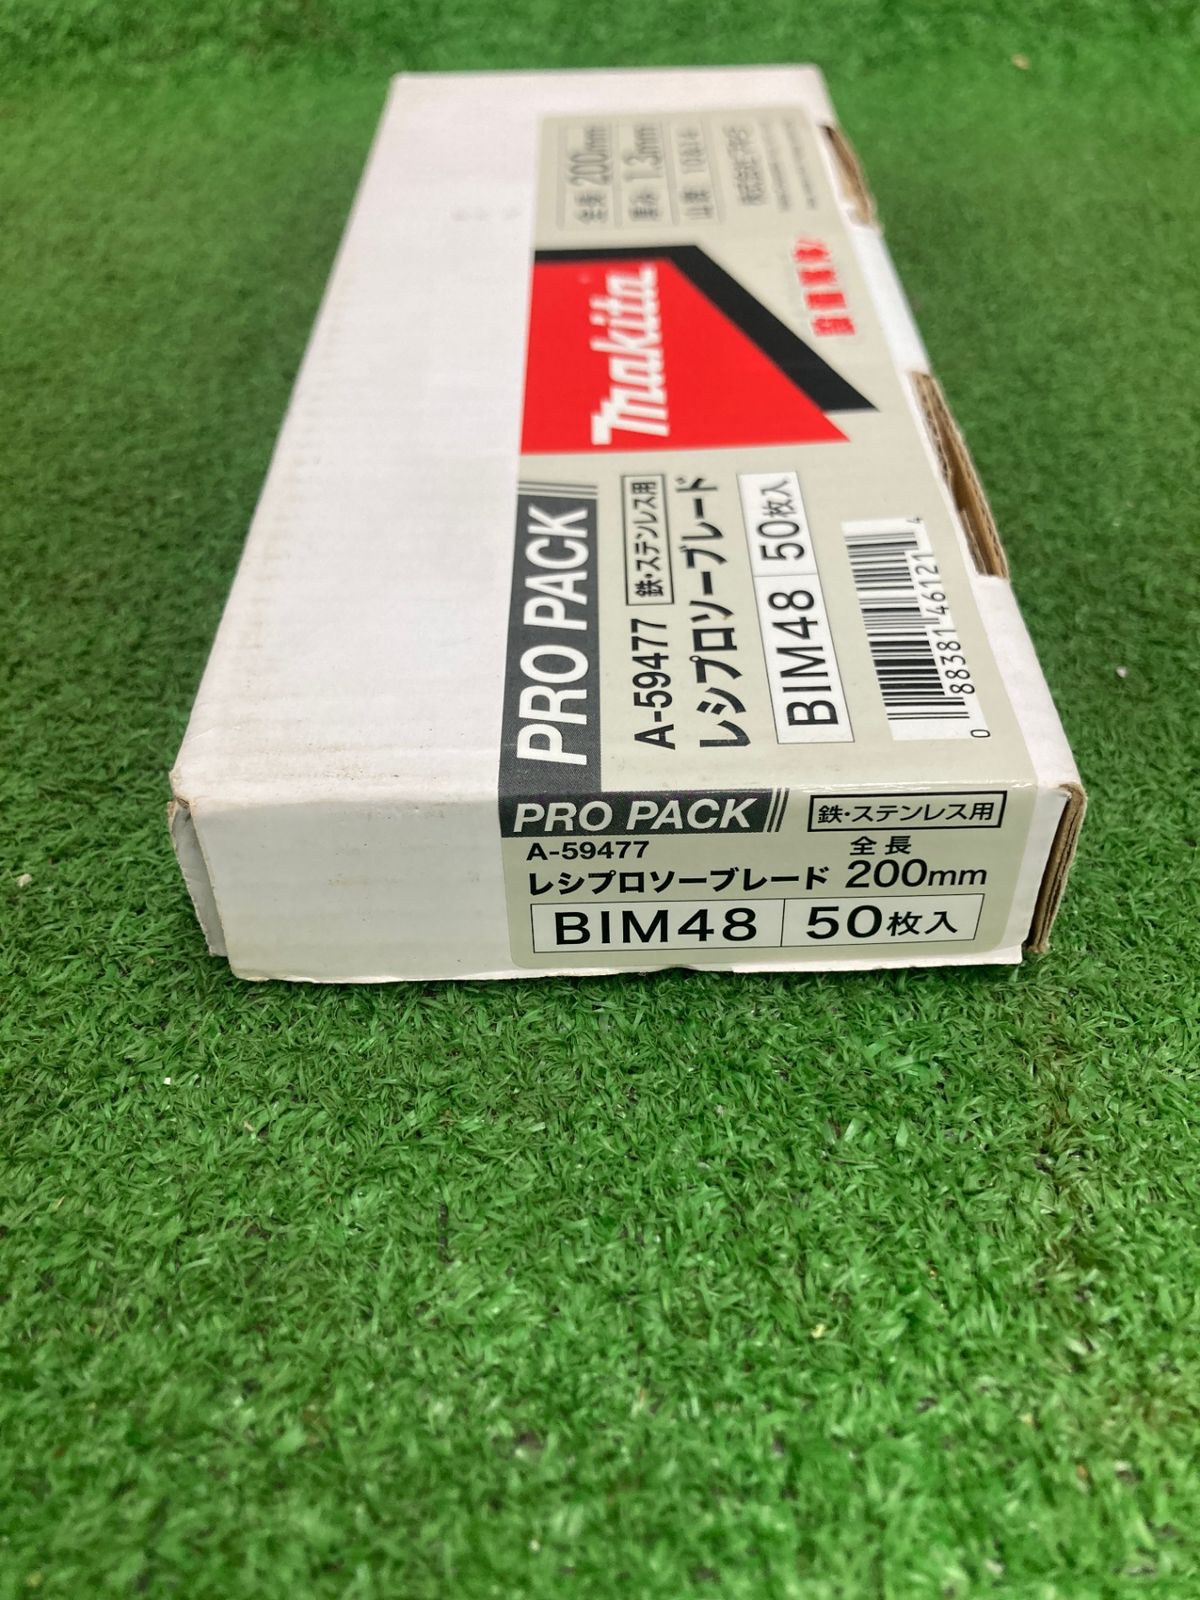 全長 200mm
厚み 1.3mm
makita
PRO PACK
A-59477 鉄・ステンレス用
レシプロソーブレード
BIM48 50枚入
0 88381 46121 4
PRO PACK
鉄・ステンレス用
A-59477
全長
レシプロソーブレード 200mm
BIM48 50枚入